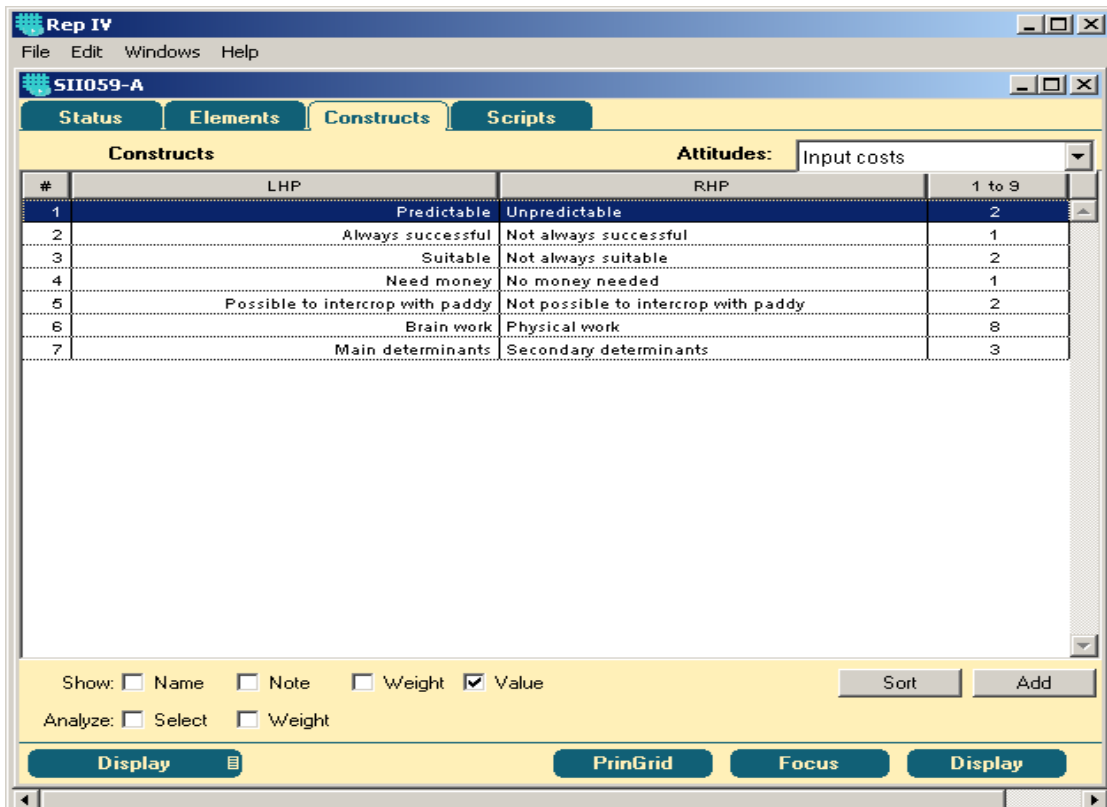 Rep IV
File Edit Windows Help
SII059-A
Status Elements Constructs Scripts
Constructs Attitudes: Input costs
# LHP RHP 1 to 9
1 Predictable Unpredictable 2
2 Always successful Not always successful 1
3 Suitable Not always suitable 2
4 Need money No money needed 1
5 Possible to intercrop with paddy Not possible to intercrop with paddy 2
6 Brain work Physical work 8
7 Main determinants Secondary determinants 3
Show: Name Note Weight Value Sort Add
Analyze: Select Weight
Display PrinGrid Focus Display